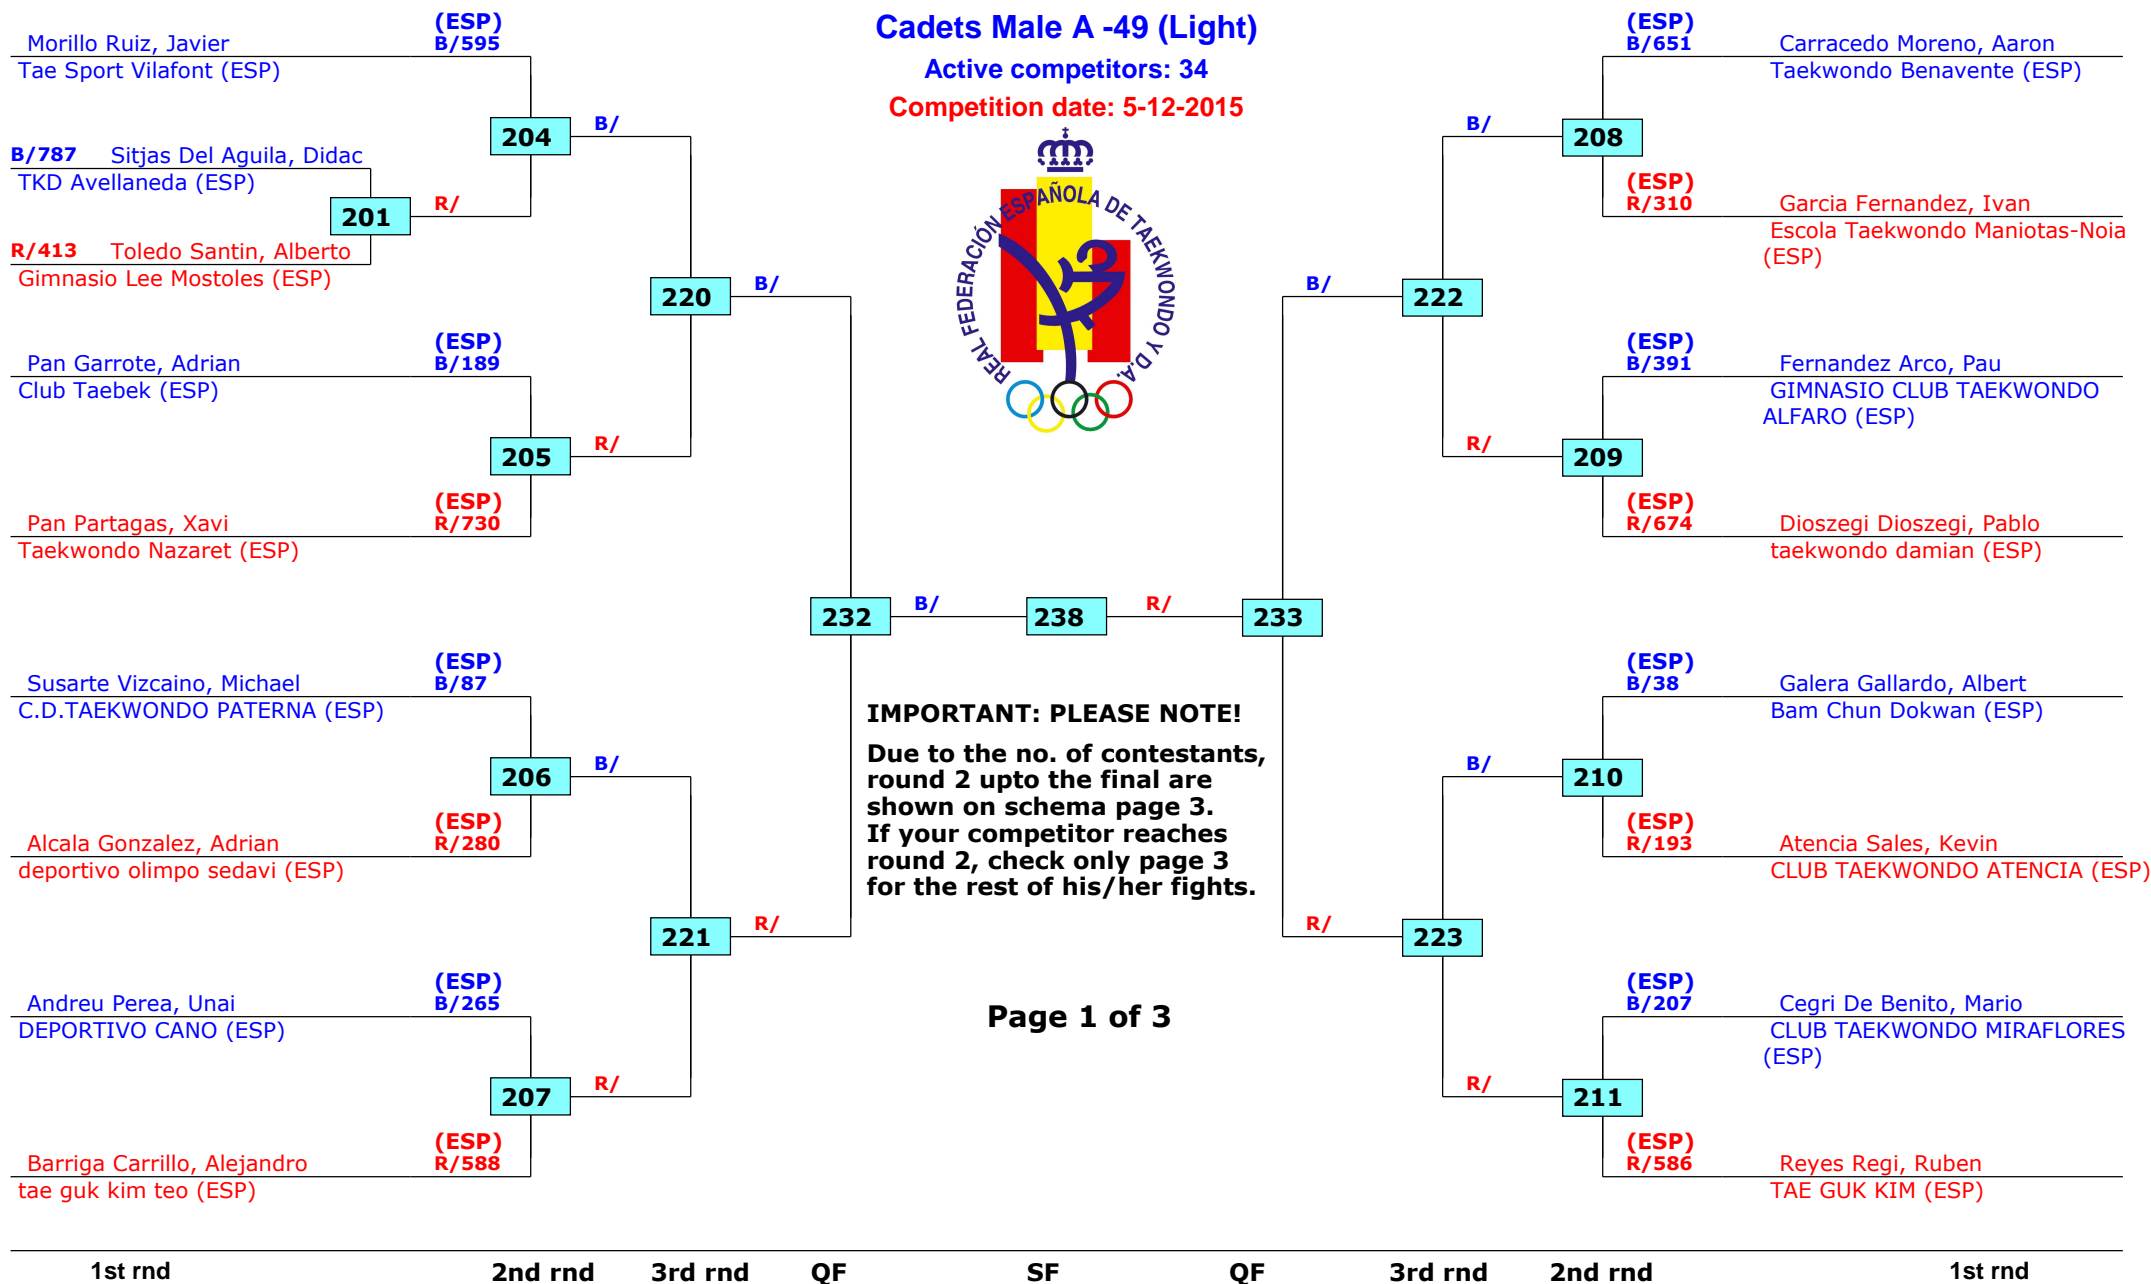 Cadets Male A -49 (Light)
Active competitors: 34
Competition date: 5-12-2015
REAL FEDERACIÓN ESPAÑOLA DE TAEKWONDO Y D.A.
(ESP)
Morillo Ruiz, Javier B/595
Tae Sport Vilafont (ESP)
204
B/
B/787 Sitjas Del Aguila, Didac
TKD Avellaneda (ESP)
201
R/
R/413 Toledo Santin, Alberto
Gimnasio Lee Mostoles (ESP)
220
B/
(ESP)
Pan Garrote, Adrian B/189
Club Taebek (ESP)
205
R/
(ESP)
Pan Partagas, Xavi R/730
Taekwondo Nazaret (ESP)
232
B/
238
R/
233
(ESP)
Susarte Vizcaino, Michael B/87
C.D.TAEKWONDO PATERNA (ESP)
206
B/
(ESP)
Alcala Gonzalez, Adrian R/280
deportivo olimpo sedavi (ESP)
221
R/
(ESP)
Andreu Perea, Unai B/265
DEPORTIVO CANO (ESP)
207
R/
(ESP)
Barriga Carrillo, Alejandro R/588
tae guk kim teo (ESP)
IMPORTANT: PLEASE NOTE!
Due to the no. of contestants,
round 2 upto the final are
shown on schema page 3.
If your competitor reaches
round 2, check only page 3
for the rest of his/her fights.
Page 1 of 3
(ESP)
B/651 Carracedo Moreno, Aaron
Taekwondo Benavente (ESP)
B/
208
(ESP)
R/310 Garcia Fernandez, Ivan
Escola Taekwondo Maniotas-Noia
(ESP)
B/
222
(ESP)
B/391 Fernandez Arco, Pau
GIMNASIO CLUB TAEKWONDO
ALFARO (ESP)
R/
209
(ESP)
R/674 Dioszegi Dioszegi, Pablo
taekwondo damian (ESP)
(ESP)
B/38 Galera Gallardo, Albert
Bam Chun Dokwan (ESP)
B/
210
(ESP)
R/193 Atencia Sales, Kevin
CLUB TAEKWONDO ATENCIA (ESP)
R/
223
(ESP)
B/207 Cegri De Benito, Mario
CLUB TAEKWONDO MIRAFLORES
(ESP)
R/
211
(ESP)
R/586 Reyes Regi, Ruben
TAE GUK KIM (ESP)
1st rnd 2nd rnd 3rd rnd QF SF QF 3rd rnd 2nd rnd 1st rnd